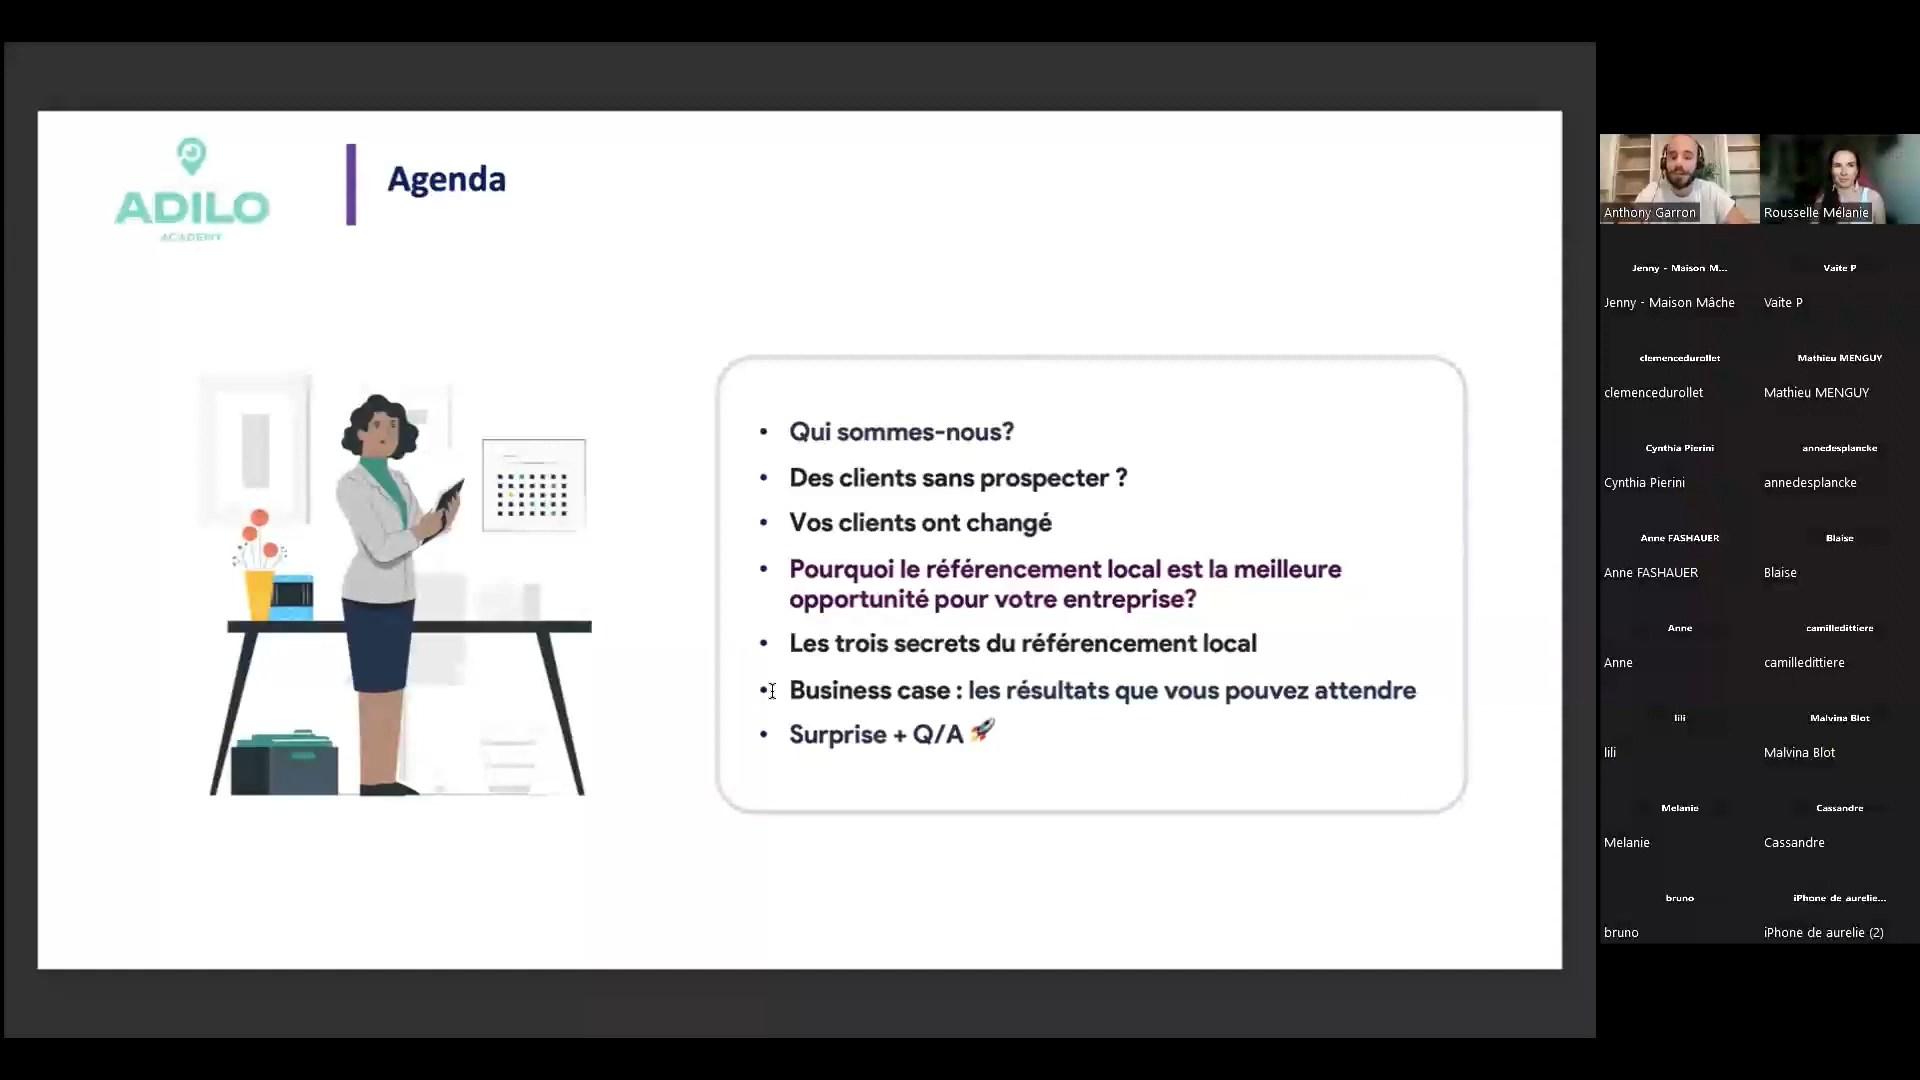 ADILO
ACADEMY
Agenda
• Qui sommes-nous?
• Des clients sans prospecter ?
• Vos clients ont changé
• Pourquoi le référencement local est la meilleure
opportunité pour votre entreprise?
• Les trois secrets du référencement local
• Business case : les résultats que vous pouvez attendre
• Surprise + Q/A 🚀
Anthony Garron
Rousselle Mélanie
Jenny - Maison M...
Jenny - Maison Mâche
Vaite P
Vaite P
clemencedurollet
clemencedurollet
Mathieu MENGUY
Mathieu MENGUY
Cynthia Pierini
Cynthia Pierini
annedesplancke
annedesplancke
Anne FASHAUER
Anne FASHAUER
Blaise
Blaise
Anne
Anne
camilledittiere
camilledittiere
lili
lili
Malvina Blot
Malvina Blot
Melanie
Melanie
Cassandre
Cassandre
bruno
bruno
iPhone de aurelie...
iPhone de aurelie (2)